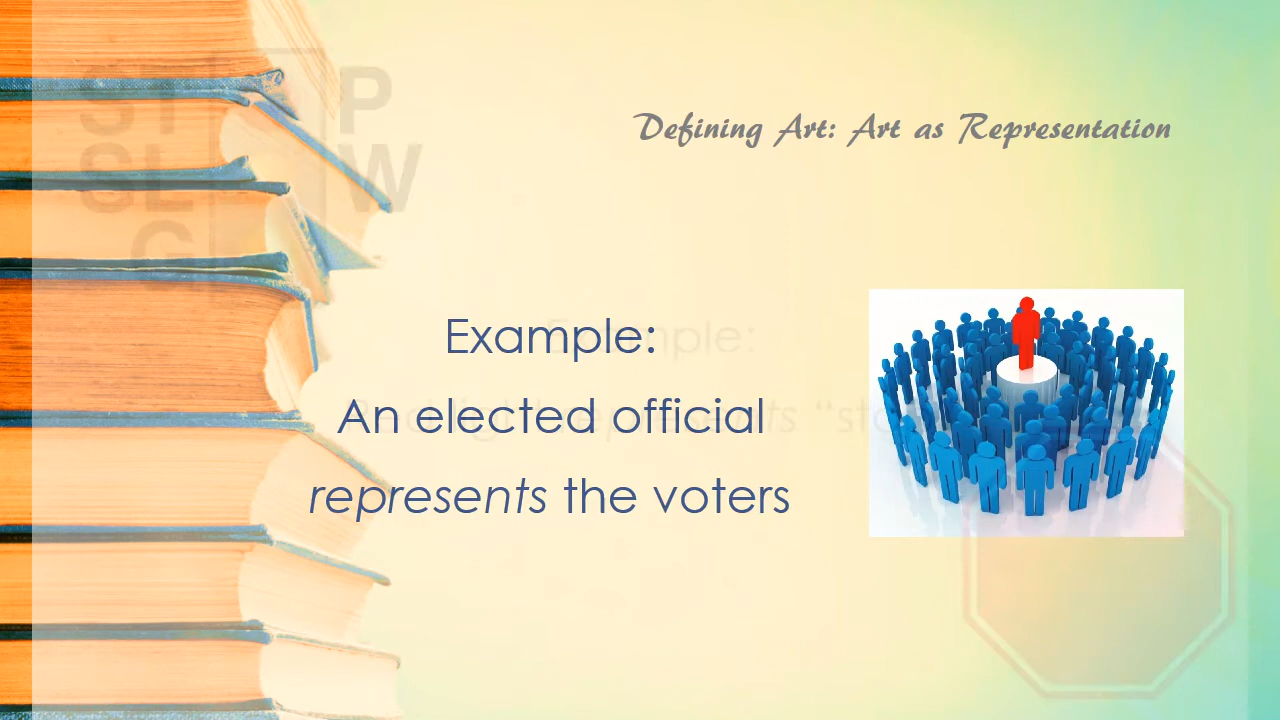 Defining Art: Art as Representation
Example:
An elected official
represents the voters